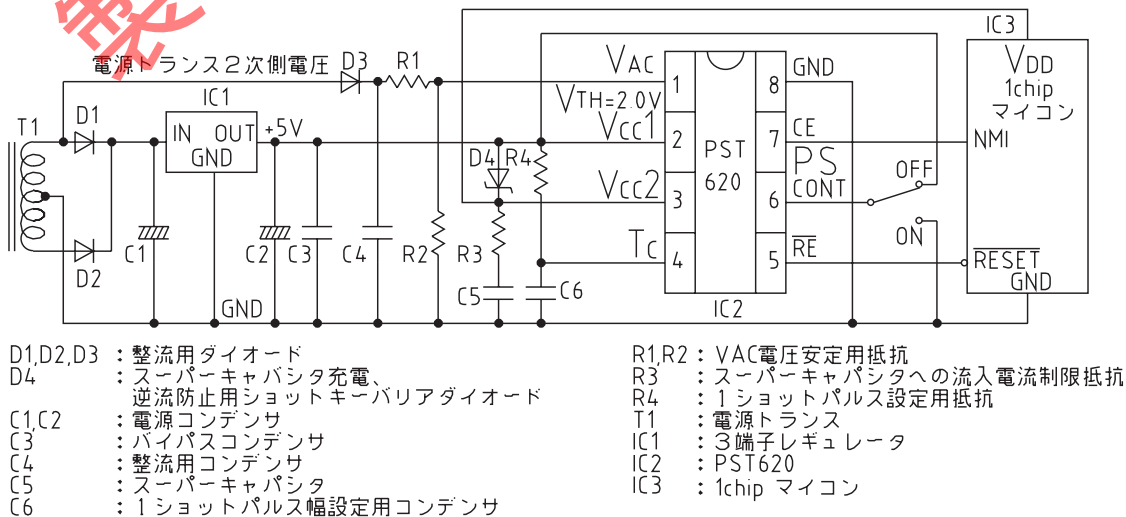 製
電源トランス2次側電圧
D3
R1
IC3
VAC
1
8
GND
VDD
1chip
マイコン
VTH=2.0V
T1
D1
IC1
IN OUT
GND
+5V
VCC1
2
7
CE
NMI
D4
R4
PST
620
PS
CONT
OFF
VCC2
3
6
ON
C1
C2
C3
C4
R2
R3
TC
4
5
RE
RESET
GND
D2
C5
C6
GND
IC2
D1,D2,D3 : 整流用ダイオード
D4 : スーパーキャパシタ充電、
逆流防止用ショットキーバリアダイオード
C1,C2 : 電源コンデンサ
C3 : バイパスコンデンサ
C4 : 整流用コンデンサ
C5 : スーパーキャパシタ
C6 : 1ショットパルス幅設定用コンデンサ
R1,R2 : VAC電圧安定用抵抗
R3 : スーパーキャパシタへの流入電流制限抵抗
R4 : 1ショットパルス設定用抵抗
T1 : 電源トランス
IC1 : 3端子レギュレータ
IC2 : PST620
IC3 : 1chip マイコン